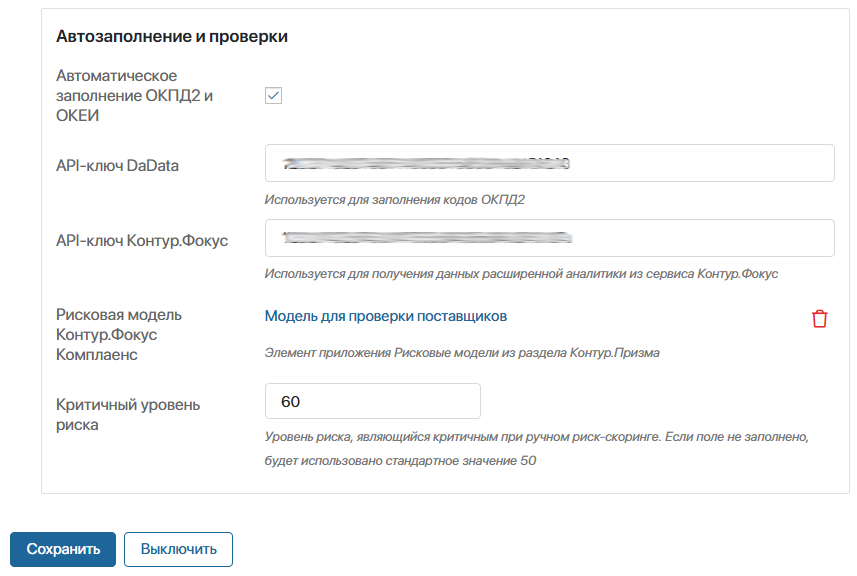 Автозаполнение и проверки
Автоматическое
заполнение ОКПД2 и
ОКЕИ
API-ключ DaData
Используется для заполнения кодов ОКПД2
API-ключ Контур.Фокус
Используется для получения данных расширенной аналитики из сервиса Контур.Фокус
Рисковая модель
Контур.Фокус
Комплаенс
Модель для проверки поставщиков
Элемент приложения Рисковые модели из раздела Контур.Призма
Критичный уровень
риска
60
Уровень риска, являющийся критичным при ручном риск-скоринге. Если поле не заполнено,
будет использовано стандартное значение 50
Сохранить
Выключить